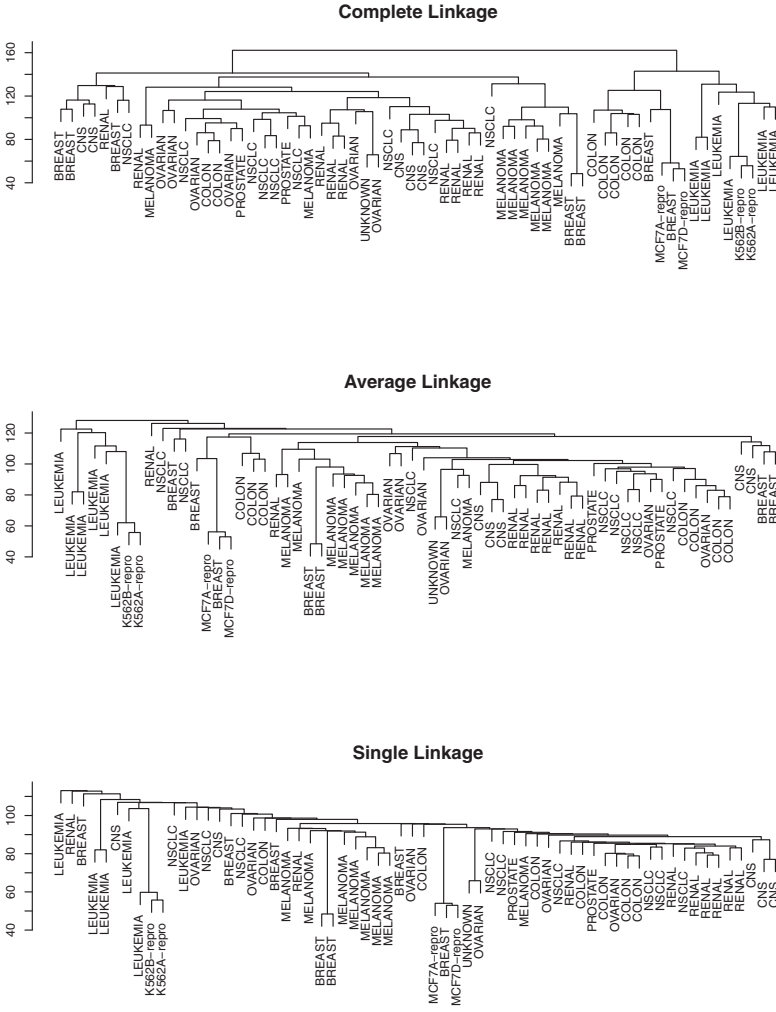 Complete Linkage
160
120
80
40
BREAST
BREAST
CNS
CNS
RENAL
BREAST
NSCLC
RENAL
MELANOMA
OVARIAN
OVARIAN
NSCLC
OVARIAN
COLON
COLON
OVARIAN
PROSTATE
NSCLC
NSCLC
NSCLC
PROSTATE
NSCLC
MELANOMA
RENAL
RENAL
RENAL
OVARIAN
UNKNOWN
OVARIAN
NSCLC
CNS
CNS
CNS
NSCLC
RENAL
RENAL
RENAL
RENAL
NSCLC
MELANOMA
MELANOMA
MELANOMA
MELANOMA
MELANOMA
MELANOMA
BREAST
BREAST
COLON
COLON
COLON
COLON
COLON
BREAST
MCF7A-repro
BREAST
MCF7D-repro
LEUKEMIA
LEUKEMIA
LEUKEMIA
LEUKEMIA
K562B-repro
K562A-repro
LEUKEMIA
LEUKEMIA
Average Linkage
120
100
80
60
40
LEUKEMIA
LEUKEMIA
LEUKEMIA
LEUKEMIA
LEUKEMIA
LEUKEMIA
K562B-repro
K562A-repro
RENAL
NSCLC
BREAST
NSCLC
BREAST
MCF7A-repro
BREAST
MCF7D-repro
COLON
COLON
COLON
RENAL
MELANOMA
MELANOMA
BREAST
BREAST
MELANOMA
MELANOMA
MELANOMA
MELANOMA
MELANOMA
OVARIAN
OVARIAN
NSCLC
OVARIAN
UNKNOWN
OVARIAN
NSCLC
MELANOMA
CNS
CNS
CNS
RENAL
RENAL
RENAL
RENAL
RENAL
RENAL
RENAL
PROSTATE
NSCLC
NSCLC
NSCLC
NSCLC
OVARIAN
PROSTATE
NSCLC
COLON
COLON
OVARIAN
COLON
COLON
CNS
CNS
BREAST
BREAST
Single Linkage
100
80
60
40
LEUKEMIA
RENAL
BREAST
LEUKEMIA
LEUKEMIA
CNS
LEUKEMIA
LEUKEMIA
K562B-repro
K562A-repro
NSCLC
LEUKEMIA
OVARIAN
NSCLC
CNS
BREAST
NSCLC
OVARIAN
COLON
BREAST
MELANOMA
RENAL
MELANOMA
BREAST
BREAST
MELANOMA
MELANOMA
MELANOMA
MELANOMA
MELANOMA
BREAST
OVARIAN
COLON
MCF7A-repro
BREAST
MCF7D-repro
UNKNOWN
OVARIAN
NSCLC
NSCLC
PROSTATE
MELANOMA
COLON
OVARIAN
NSCLC
RENAL
COLON
PROSTATE
COLON
OVARIAN
COLON
COLON
NSCLC
NSCLC
RENAL
NSCLC
RENAL
RENAL
RENAL
RENAL
RENAL
CNS
CNS
CNS